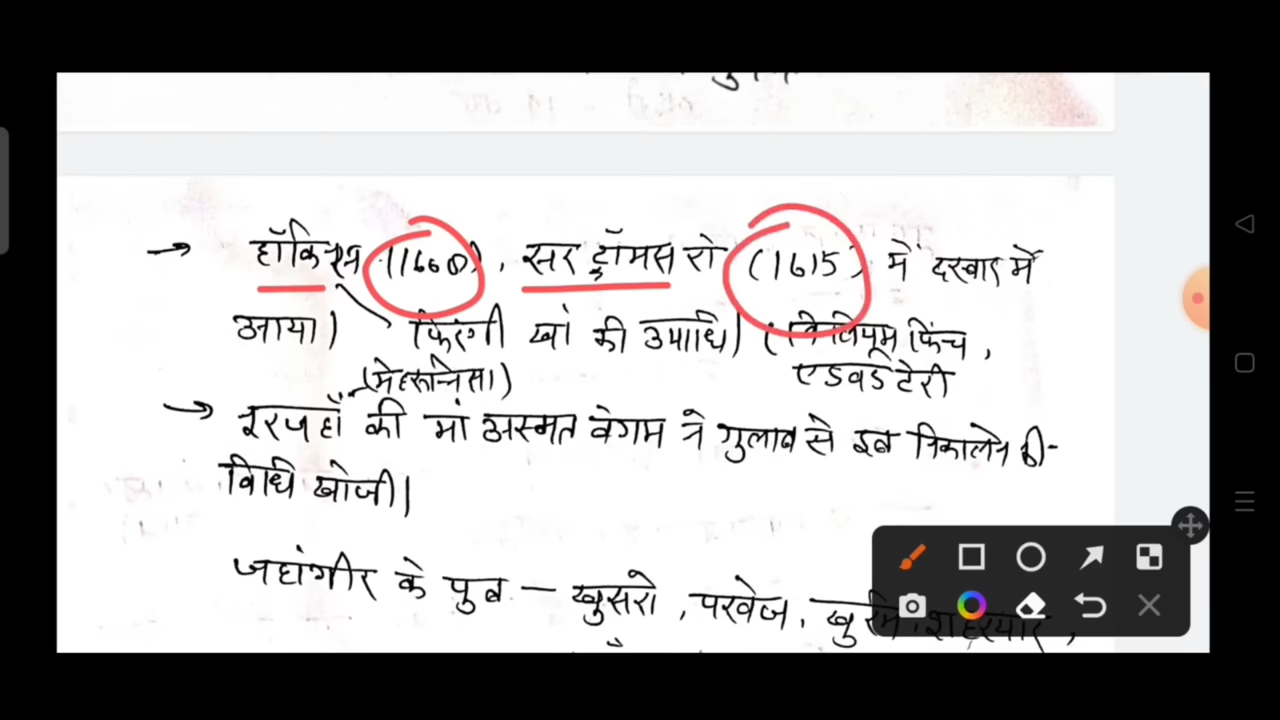 → हॉकिन्स (1608), सर टॉमस रो (1615) में दरबार में
आया) फिरंगी खां की उपाधि) (विलियम फिंच,
(मेहरुन्निसा) एडवर्ड टेरी
→ नूरजहाँ की मां अस्मत बेगम ने गुलाब से इत्र निकालने की-
विधि खोजी।
जहांगीर के पुत्र — खुसरो, परवेज, खुर्रम, शहरयार,